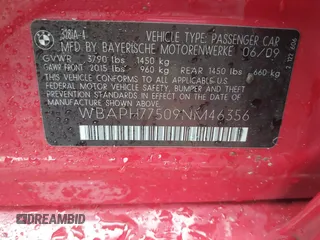 328i-A-4 VEHICLE TYPE: PASSENGER CAR
MFD BY BAYERISCHE MOTORENWERKE 06/09
GVWR 3790 lbs 1450 kg
GAWR FRONT 2015 lbs 960 kg REAR 1450 lbs 660 kg
THIS VEHICLE CONFORMS TO ALL APPLICABLE U.S.
FEDERAL MOTOR VEHICLE SAFETY, BUMPER AND
THEFT PREVENTION STANDARDS IN EFFECT ON
THE DATE OF MANUFACTURE SHOWN ABOVE
WBAPH77509NM46356
DREAMBID